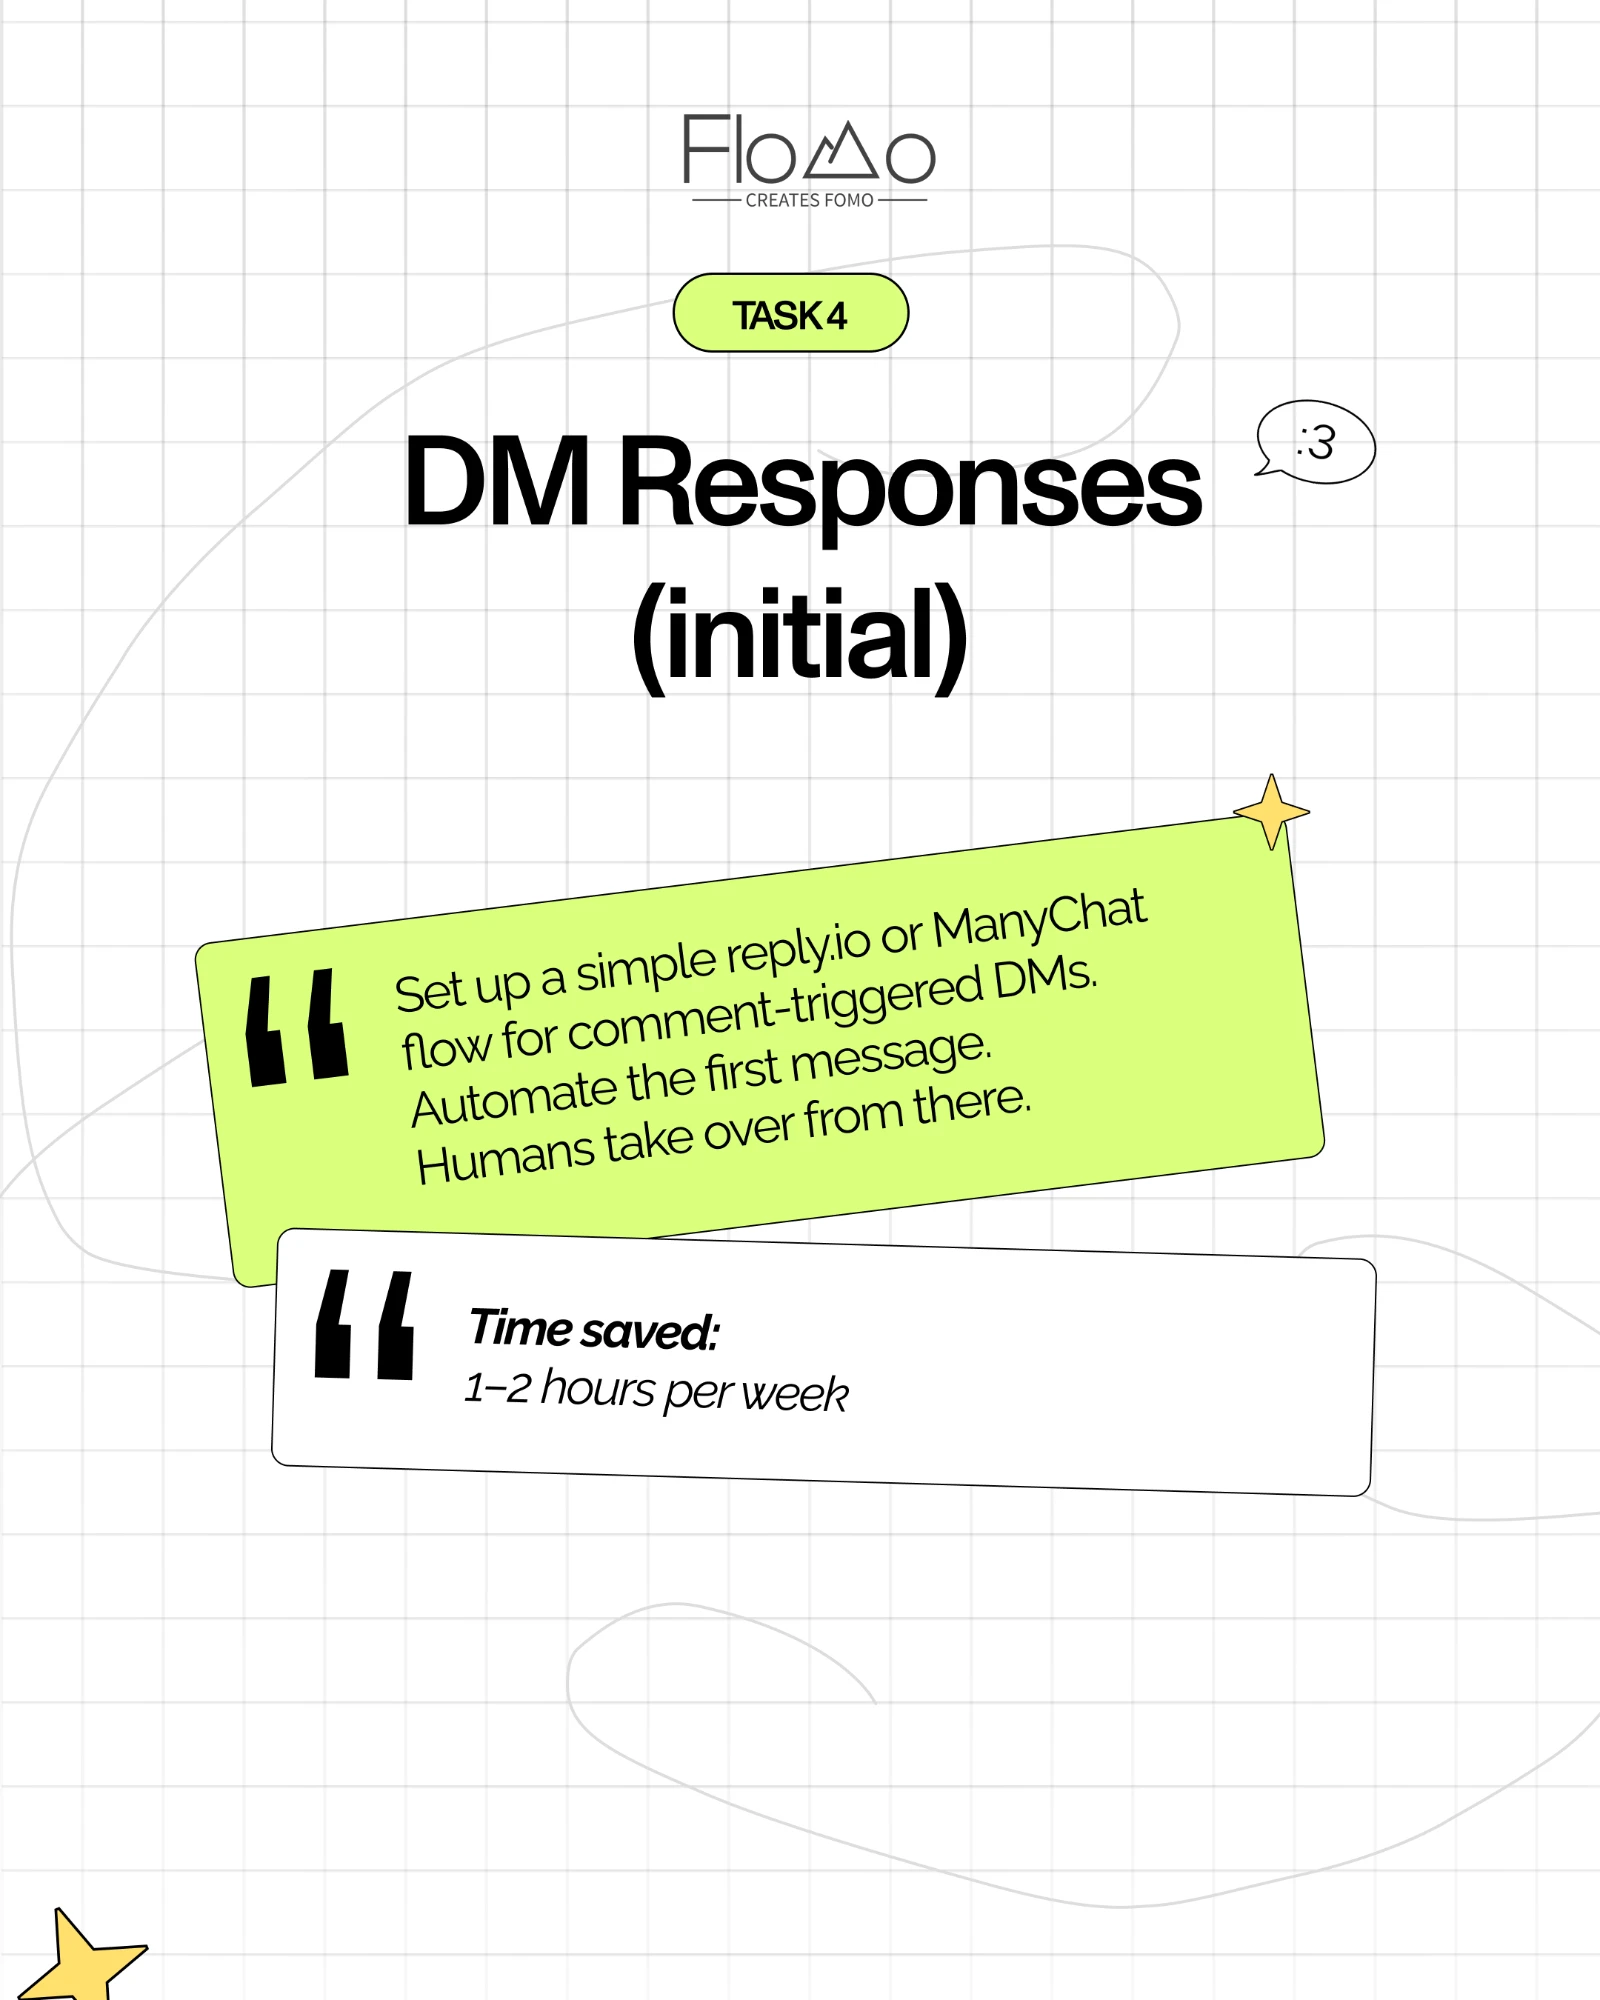 FloMo
CREATES FOMO
TASK 4
DM Responses
:3
(initial)
“
Set up a simple reply.io or ManyChat
flow for comment-triggered DMs.
Automate the first message.
Humans take over from there.
“
Time saved:
1–2 hours per week